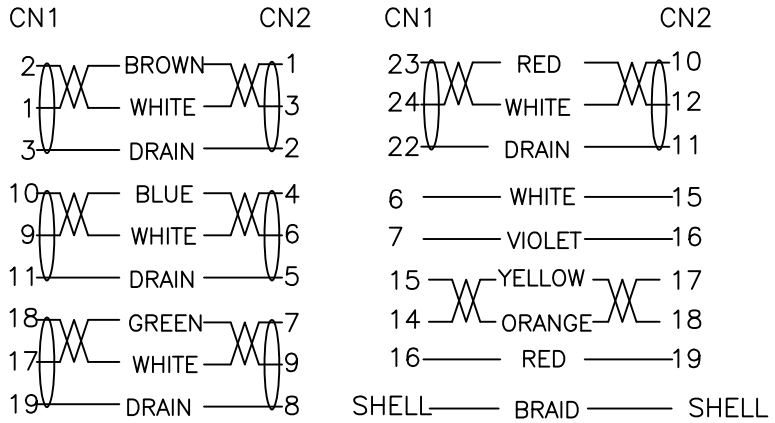 CN1 CN2
2 BROWN 1
1 WHITE 3
3 DRAIN 2
10 BLUE 4
9 WHITE 6
11 DRAIN 5
18 GREEN 7
17 WHITE 9
19 DRAIN 8
CN1 CN2
23 RED 10
24 WHITE 12
22 DRAIN 11
6 WHITE 15
7 VIOLET 16
15 YELLOW 17
14 ORANGE 18
16 RED 19
SHELL BRAID SHELL